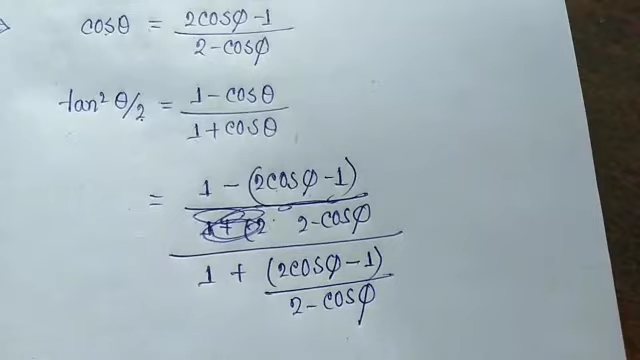 cosθ = (2cosφ-1)/(2-cosφ)
tan² θ/2 = (1-cosθ)/(1+cosθ)
= (1-(2cosφ-1)/(2-cosφ))/(1+(2cosφ-1)/(2-cosφ))